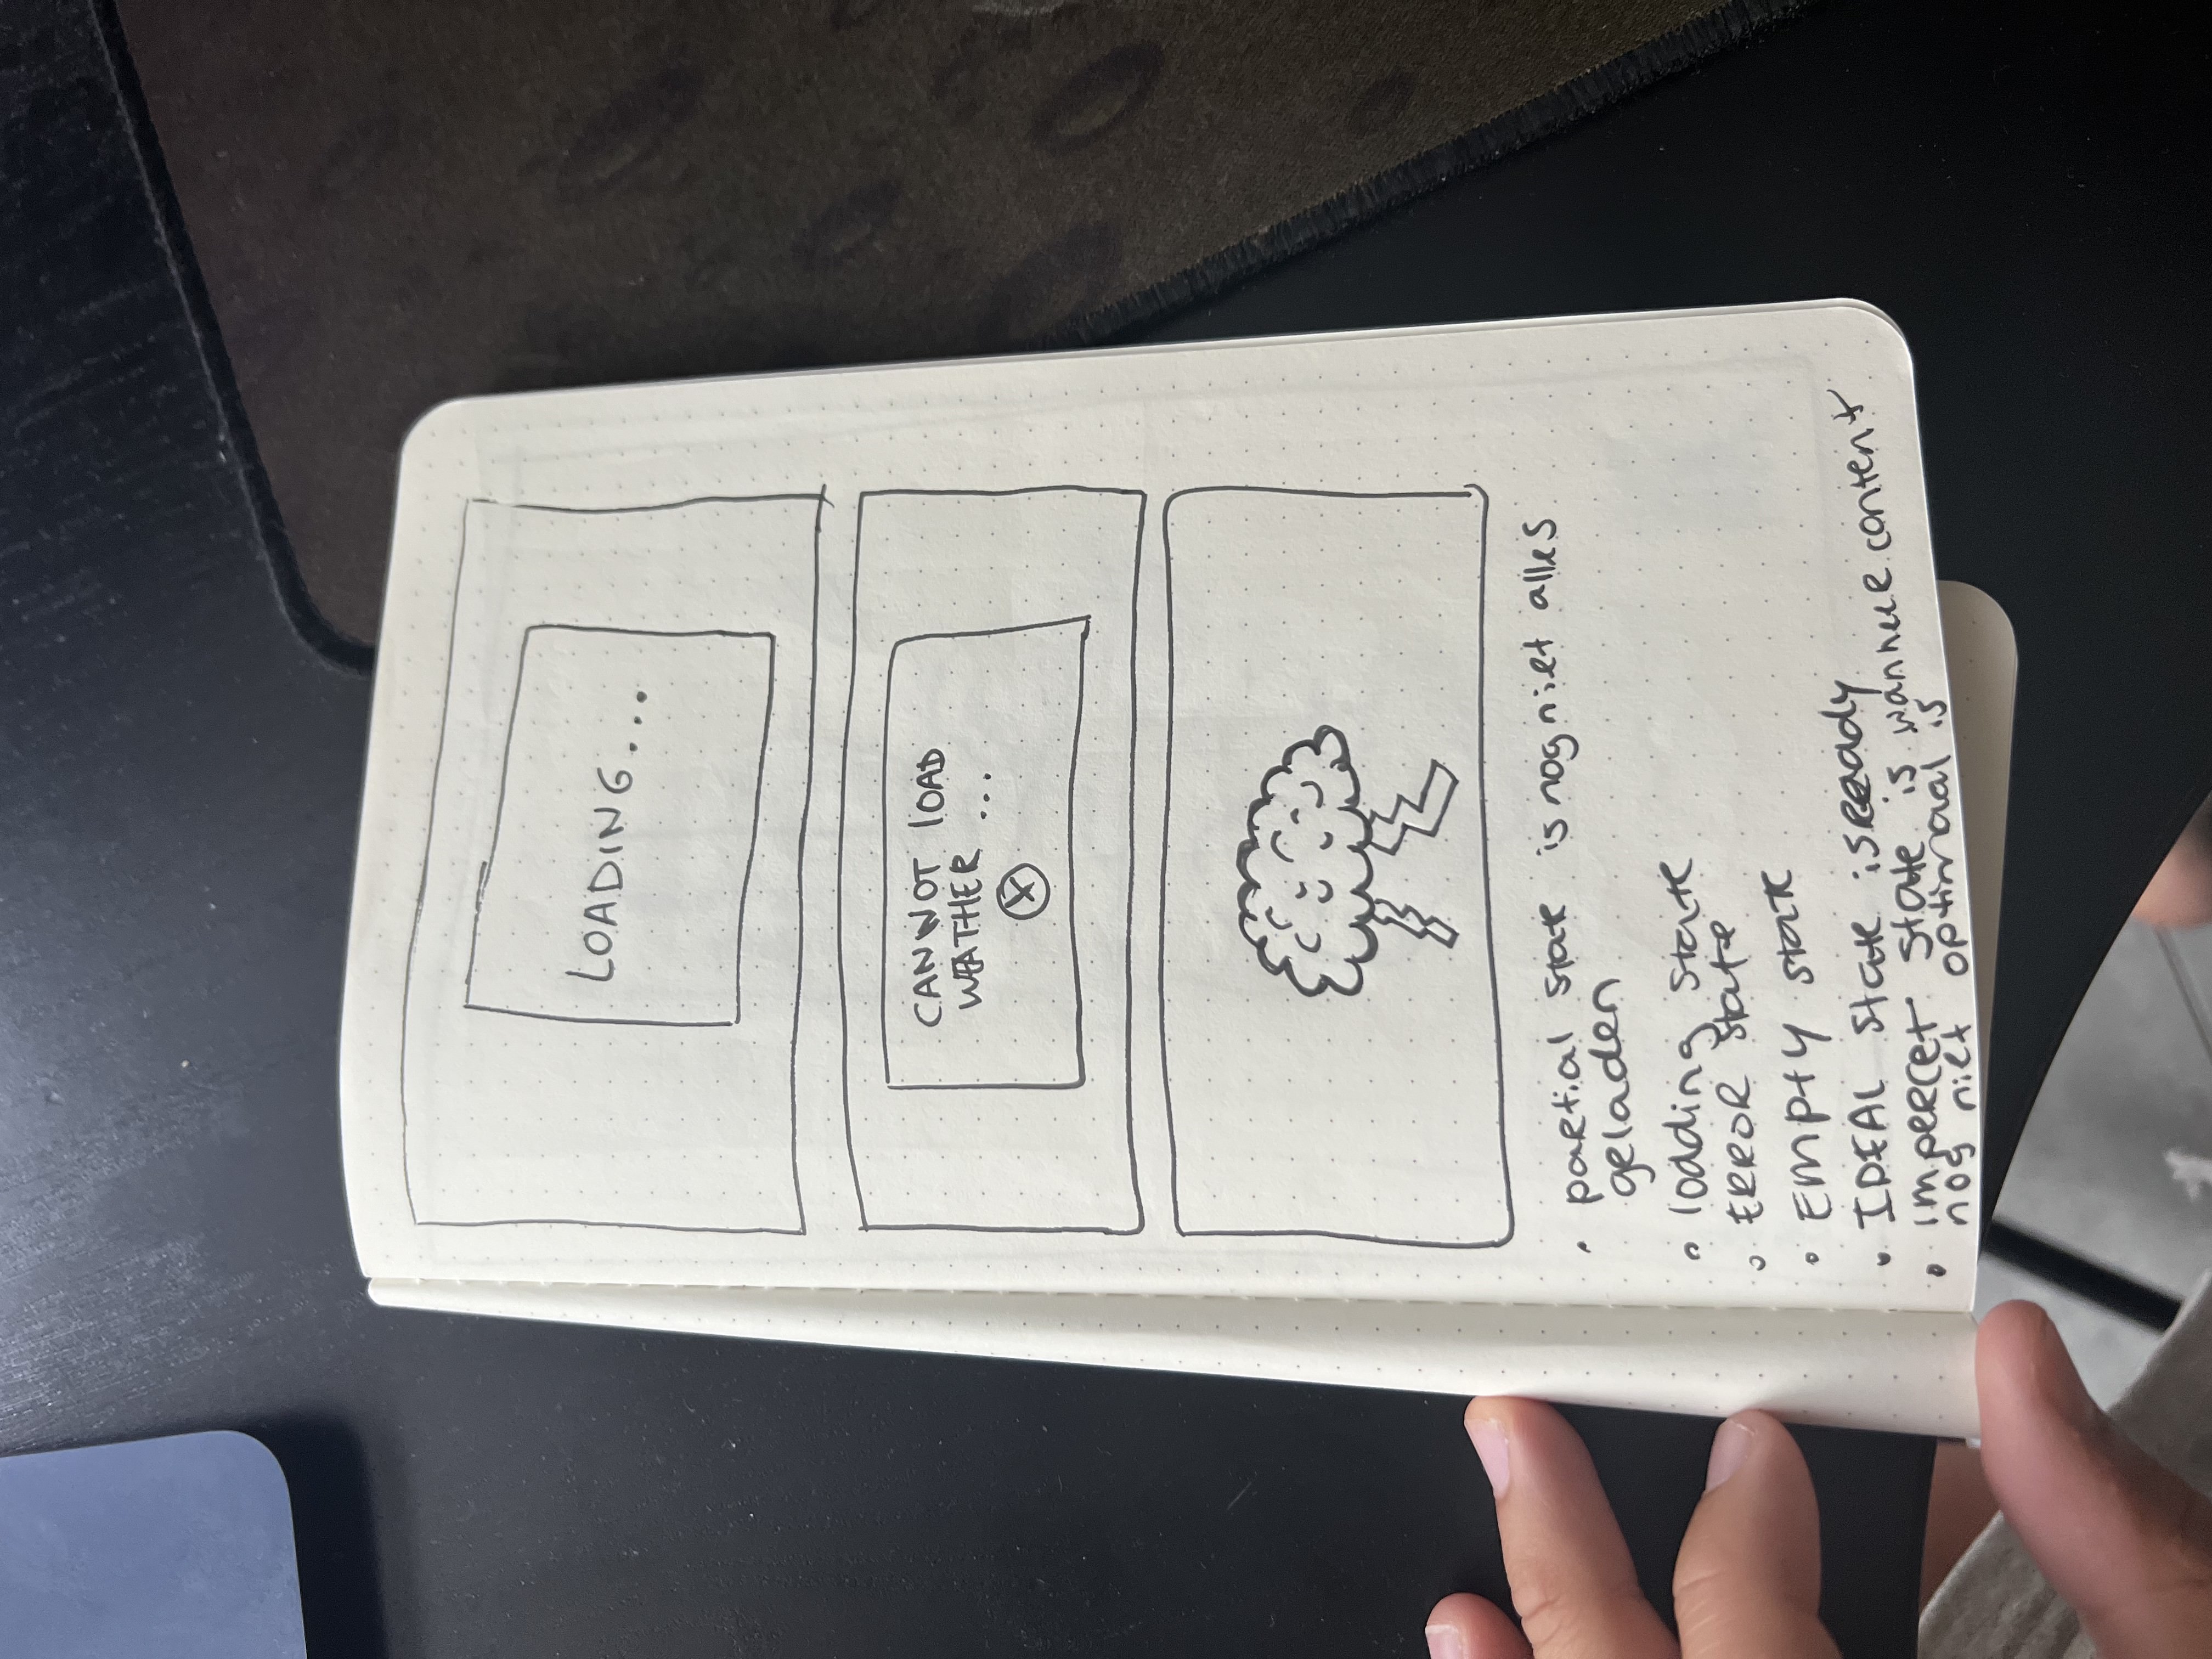 LOADING...
CANNOT LOAD
WEATHER ...
• partial state is nog niet alles
geladen
• loading state
• ERROR state
• EMPTY state
• IDEAL state is ready
• impercet state is wanneer content
nog niet optimaal is